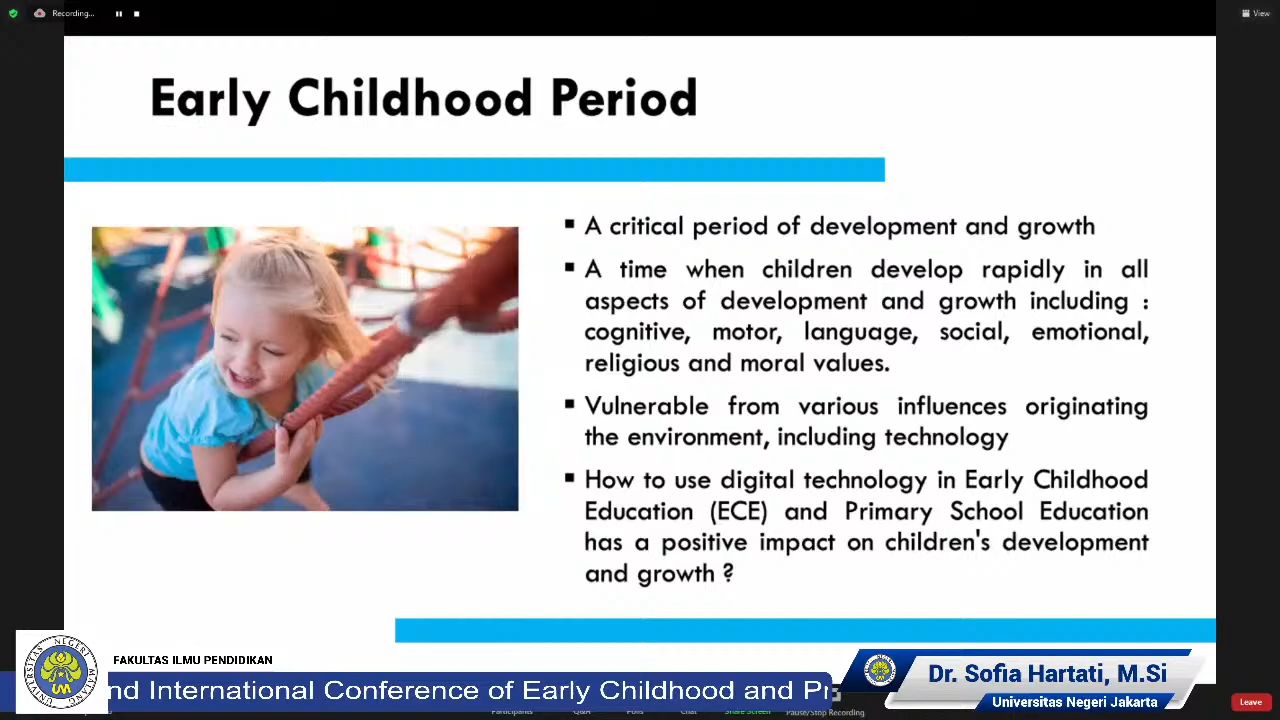 Recording...
View
Early Childhood Period
▪ A critical period of development and growth
▪ A time when children develop rapidly in all
aspects of development and growth including :
cognitive, motor, language, social, emotional,
religious and moral values.
▪ Vulnerable from various influences originating
the environment, including technology
▪ How to use digital technology in Early Childhood
Education (ECE) and Primary School Education
has a positive impact on children's development
and growth ?
FAKULTAS ILMU PENDIDIKAN
nd International Conference of Early Childhood and Pr
Dr. Sofia Hartati, M.Si
Universitas Negeri Jakarta
Participants Q&A Polls Chat Share Screen Pause/Stop Recording
Leave